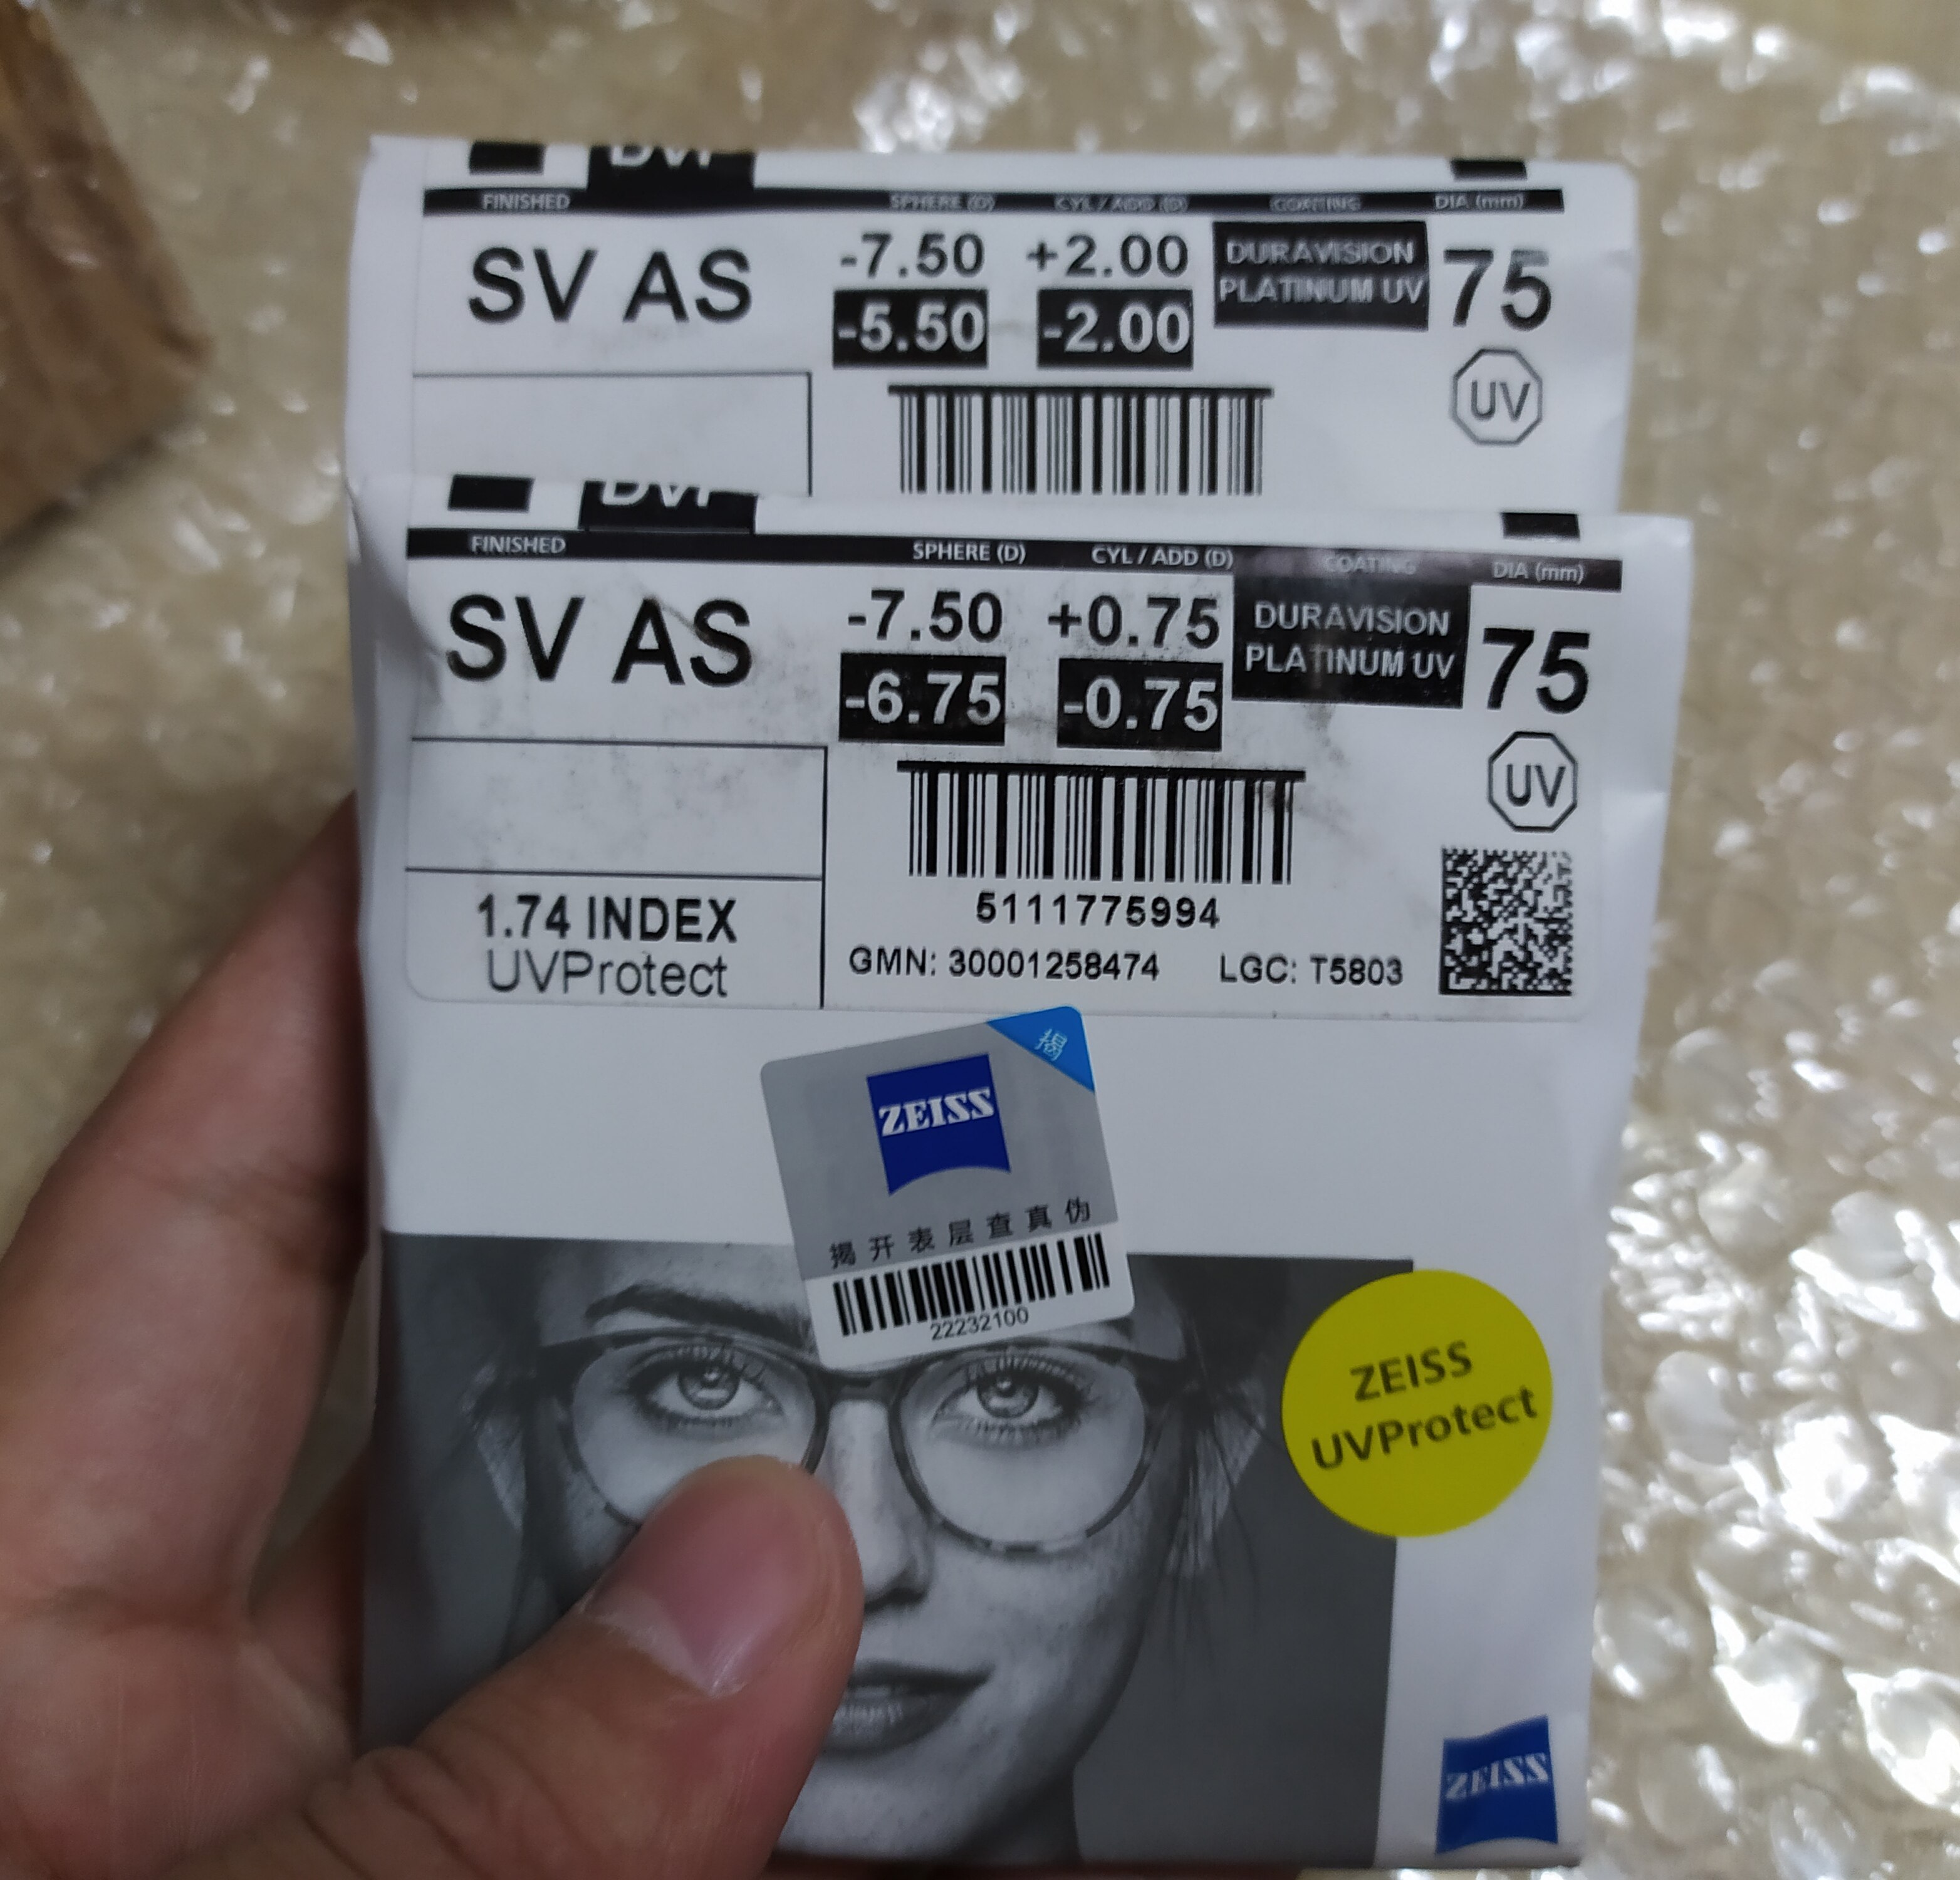 FINISHED SPHERE (D) CYL / ADD (D) COATING DIA (mm)
SV AS -7.50 +2.00 DURAVISION 75
-5.50 -2.00 PLATINUM UV
UV
FINISHED SPHERE (D) CYL / ADD (D) COATING DIA (mm)
SV AS -7.50 +0.75 DURAVISION 75
-6.75 -0.75 PLATINUM UV
UV
1.74 INDEX
UVProtect
5111775994
GMN: 30001258474 LGC: T5803
揭
ZEISS
揭开表层查真伪
22232100
ZEISS
UVProtect
ZEISS